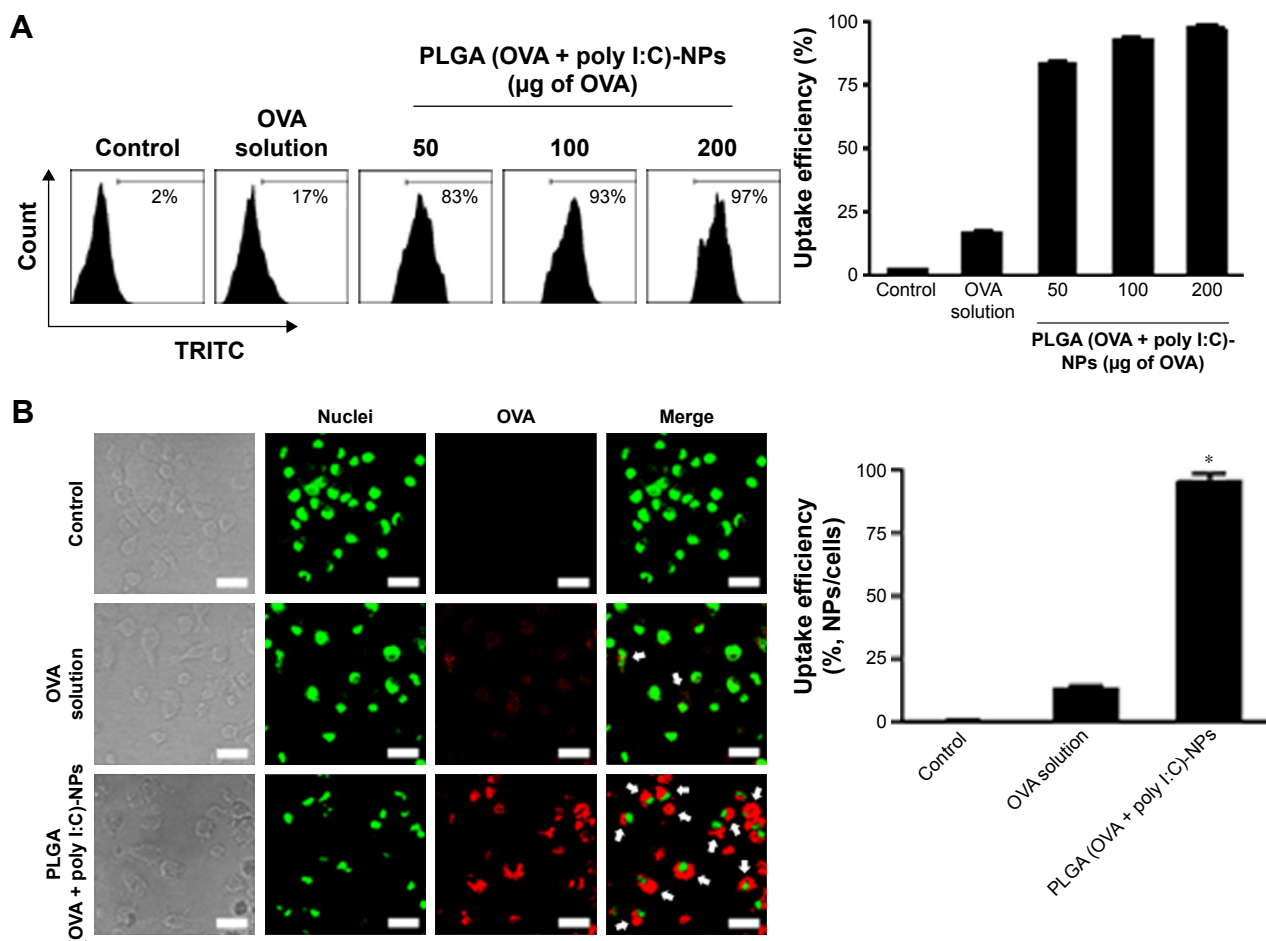 A
PLGA (OVA + poly I:C)-NPs
(µg of OVA)
Control
OVA
solution
50
100
200
2%
17%
83%
93%
97%
Count
TRITC
Uptake efficiency (%)
100
75
50
25
0
Control
OVA
solution
50
100
200
PLGA (OVA + poly I:C)-
NPs (µg of OVA)
B
Nuclei
OVA
Merge
Control
OVA
solution
PLGA
(OVA + poly I:C)-NPs
Uptake efficiency
(%, NPs/cells)
100
75
50
25
0
*
Control
OVA solution
PLGA (OVA + poly I:C)-NPs